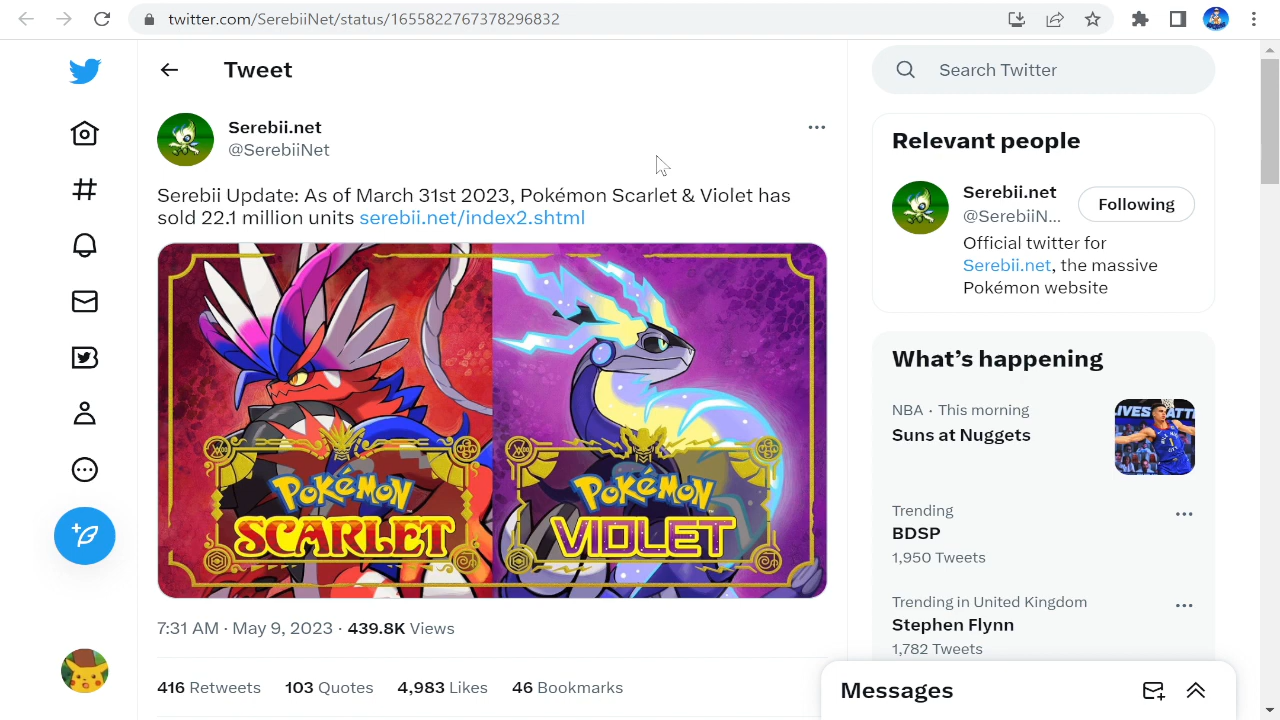 twitter.com/SerebiiNet/status/1655822767378296832
Tweet
Search Twitter
Serebii.net
@SerebiiNet
Serebii Update: As of March 31st 2023, Pokémon Scarlet & Violet has
sold 22.1 million units serebii.net/index2.shtml
POKéMON
SCARLET
POKéMON
VIOLET
7:31 AM · May 9, 2023 · 439.8K Views
416 Retweets 103 Quotes 4,983 Likes 46 Bookmarks
Relevant people
Serebii.net
@SerebiiN...
Following
Official twitter for
Serebii.net, the massive
Pokémon website
What's happening
NBA · This morning
Suns at Nuggets
Trending
BDSP
1,950 Tweets
Trending in United Kingdom
Stephen Flynn
1,782 Tweets
Messages